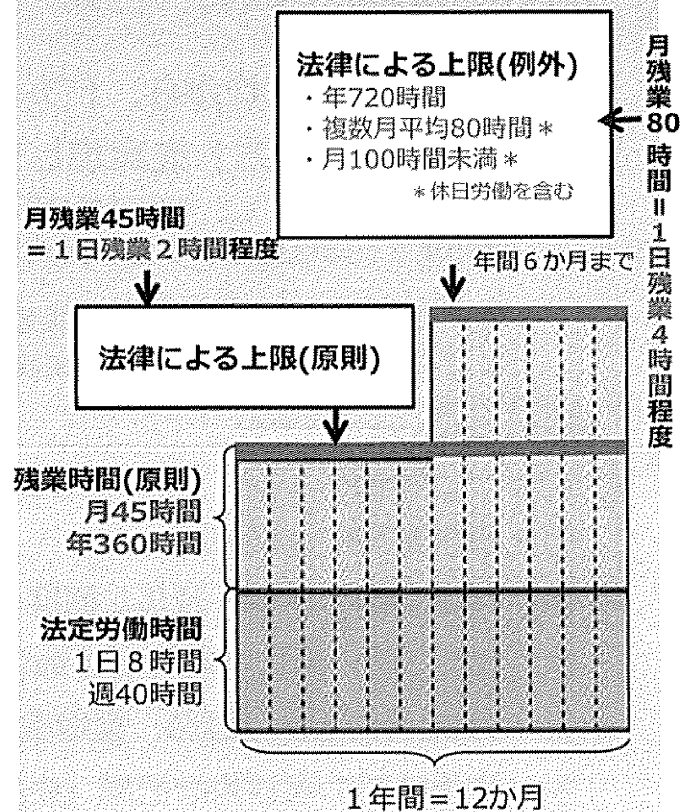 法律による上限(例外)
・年720時間
・複数月平均80時間＊
・月100時間未満＊
＊休日労働を含む
月残業80時間＝1日残業4時間程度
月残業45時間
＝１日残業２時間程度
年間６か月まで
法律による上限(原則)
残業時間(原則)
月45時間
年360時間
法定労働時間
１日８時間
週40時間
１年間＝12か月